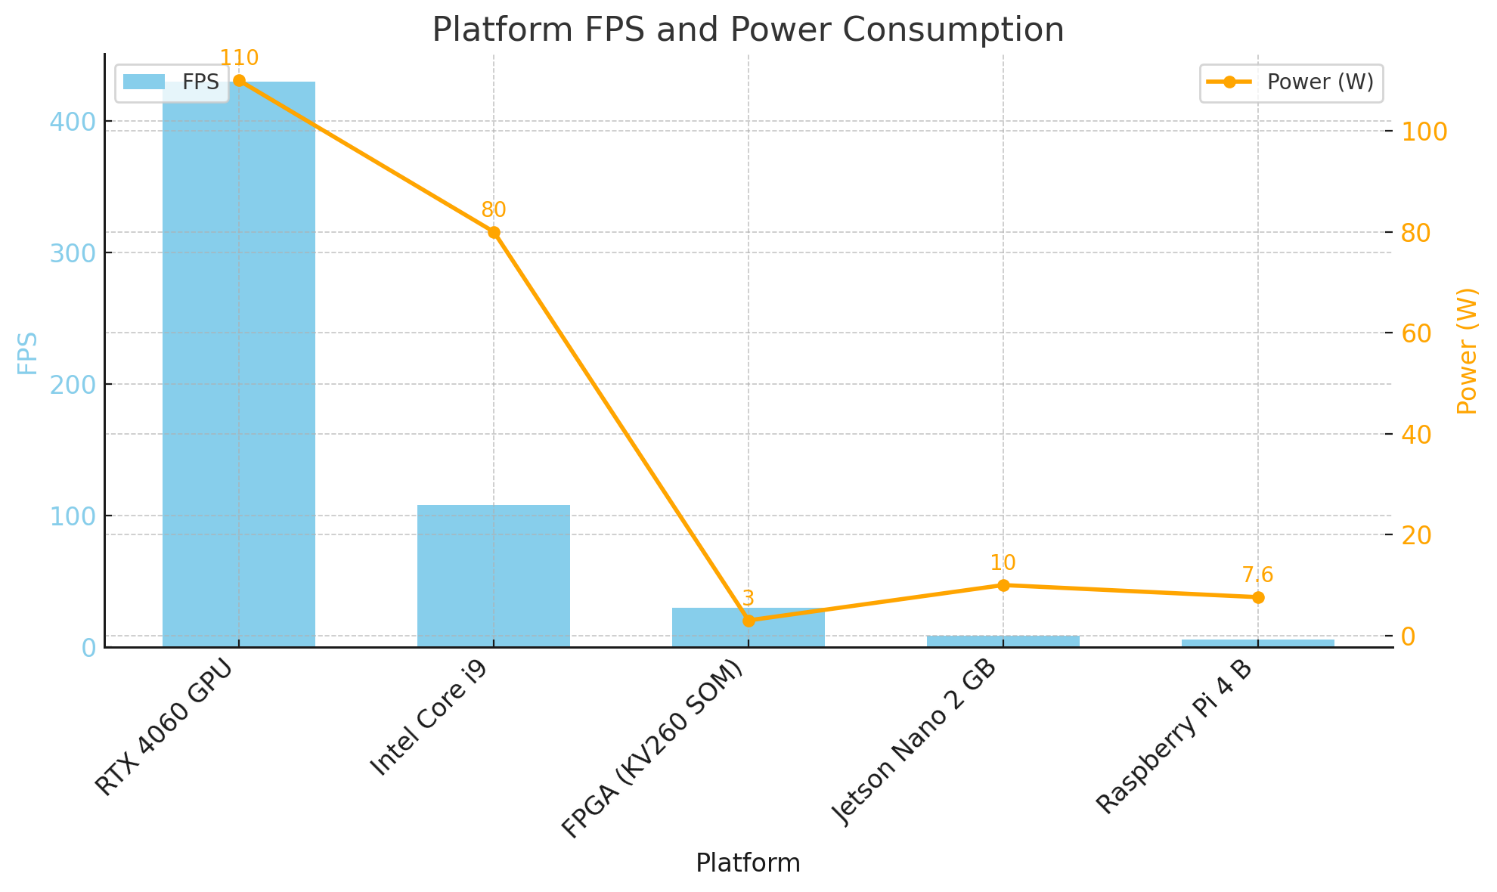 Platform FPS and Power Consumption
FPS
Power (W)
110
80
3
10
7.6
400
300
200
100
0
FPS
100
80
60
40
20
0
Power (W)
RTX 4060 GPU
Intel Core i9
FPGA (KV260 SOM)
Jetson Nano 2 GB
Raspberry Pi 4 B
Platform